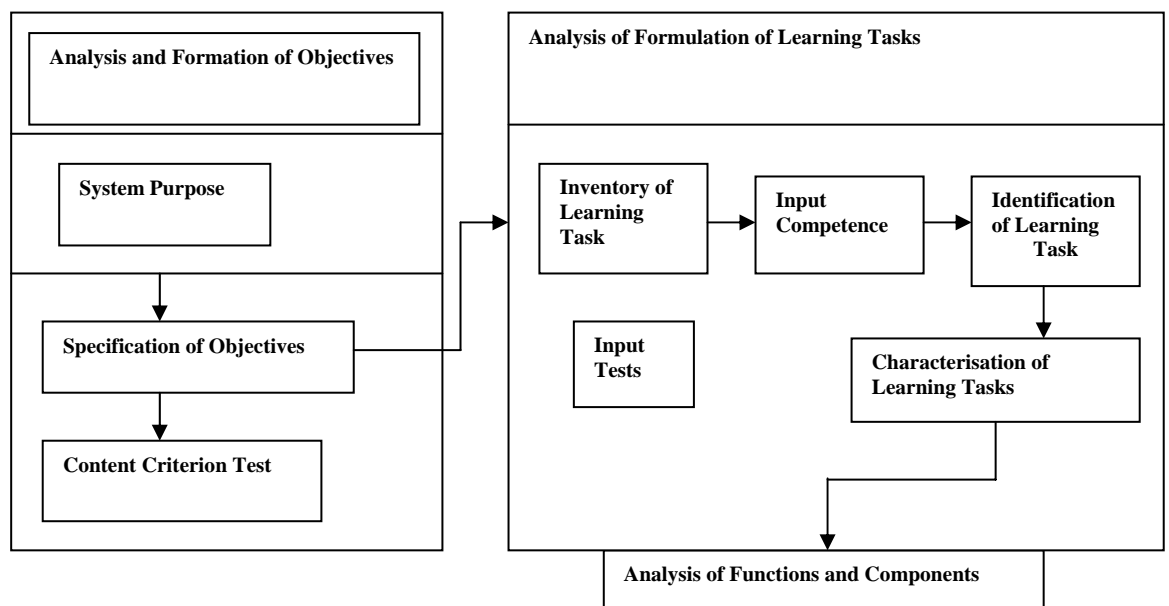 Analysis and Formation of Objectives
System Purpose
Specification of Objectives
Content Criterion Test
Analysis of Formulation of Learning Tasks
Inventory of
Learning
Task
Input
Competence
Identification
of Learning
Task
Input
Tests
Characterisation of
Learning Tasks
Analysis of Functions and Components